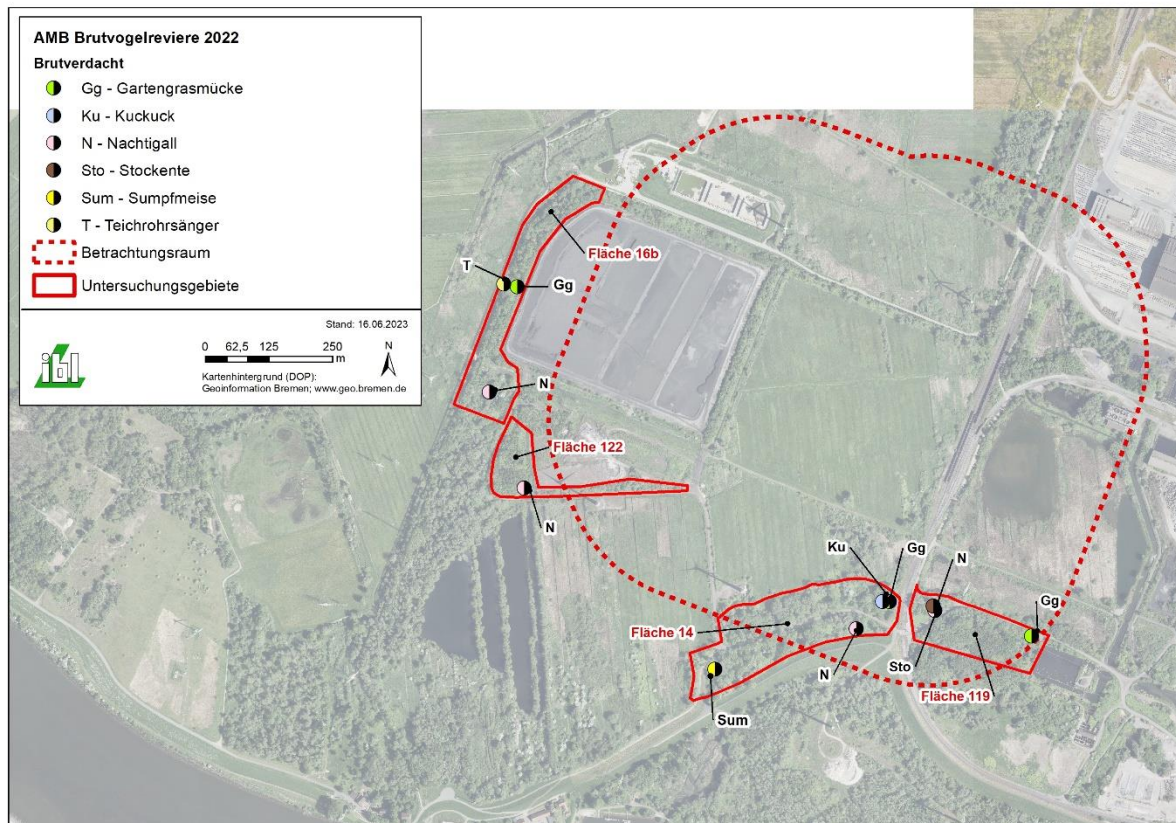 AMB Brutvogelreviere 2022
Brutverdacht
Gg - Gartengrasmücke
Ku - Kuckuck
N - Nachtigall
Sto - Stockente
Sum - Sumpfmeise
T - Teichrohrsänger
Betrachtungsraum
Untersuchungsgebiete
Stand: 16.06.2023
ibl
0 62,5 125 250
m
N
Kartenhintergrund (DOP):
Geoinformation Bremen; www.geo.bremen.de
Fläche 16b
T
Gg
N
Fläche 122
N
Ku
Gg
N
Gg
Fläche 14
N
Sto
Fläche 119
Sum